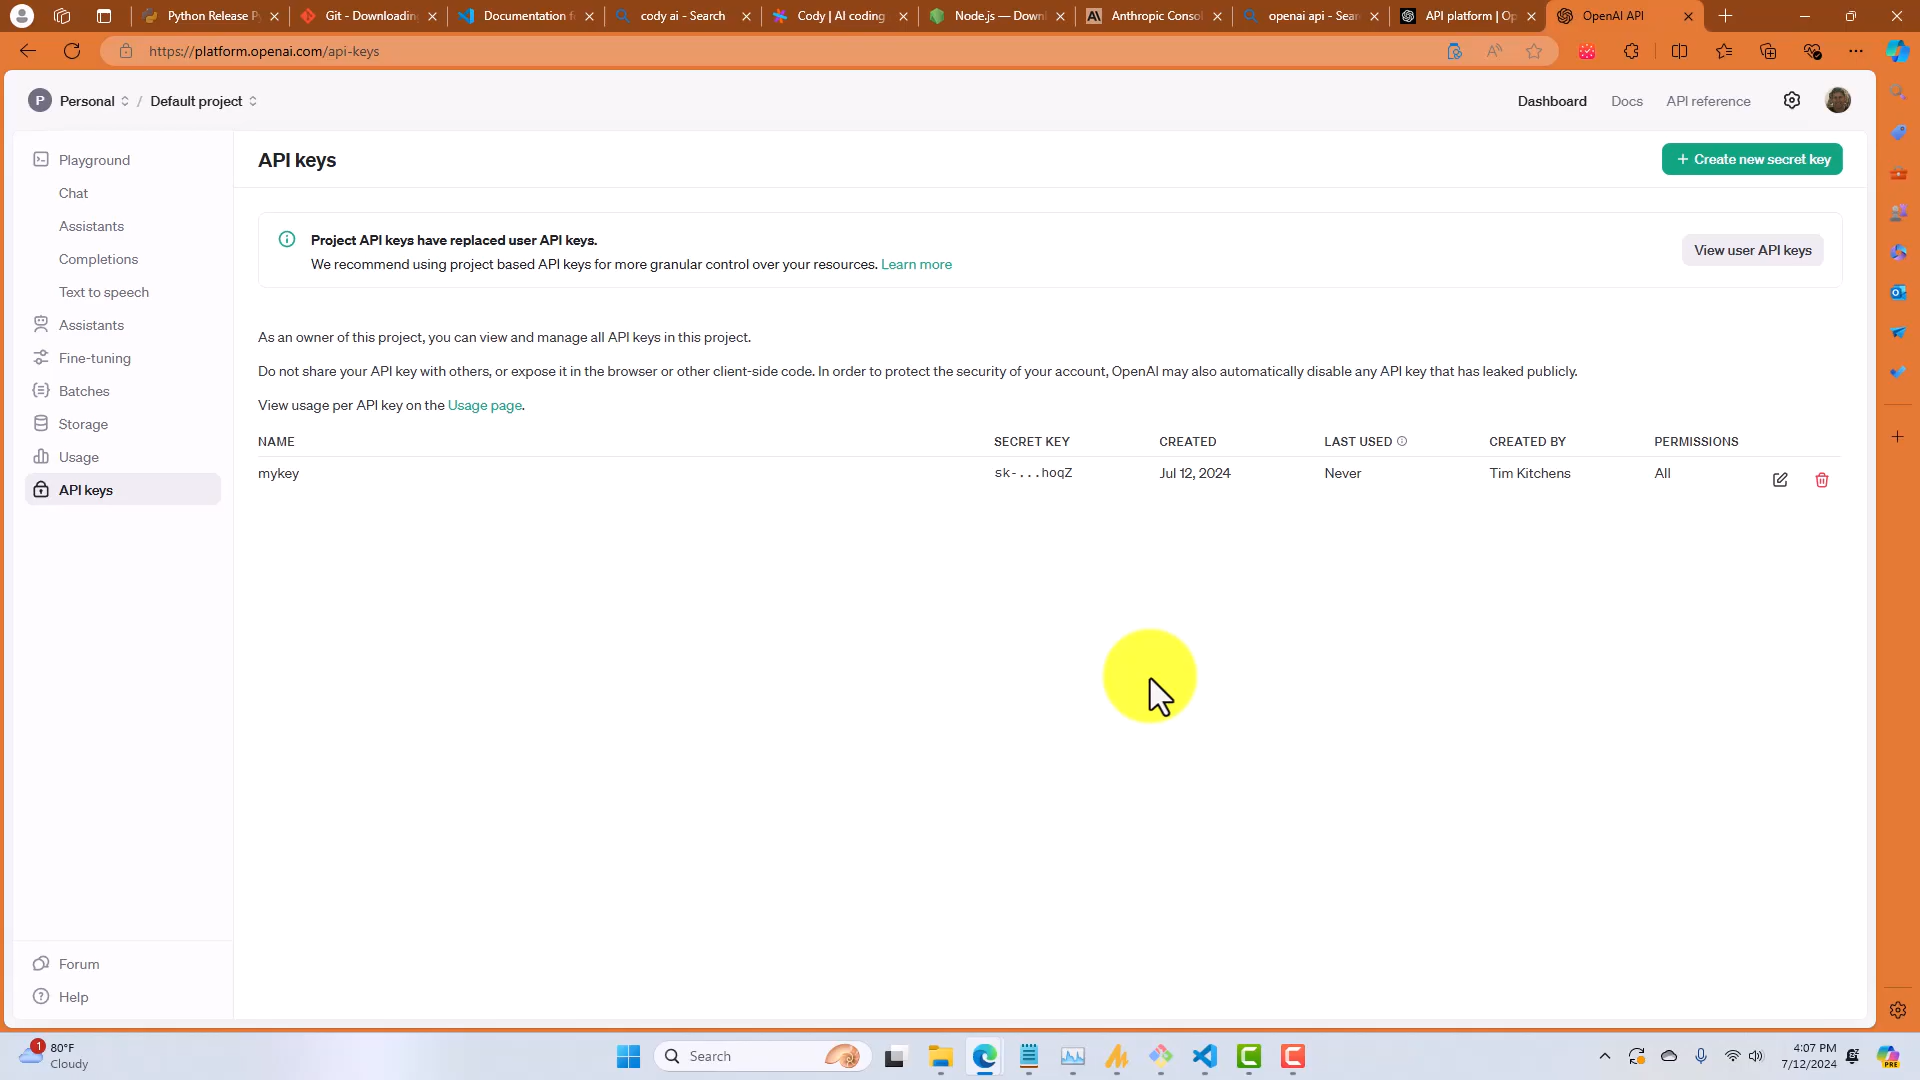 Python Release P
Git - Downloading
Documentation f
cody ai - Search
Cody | AI coding
Node.js — Downl
Anthropic Consol
openai api - Sear
API platform | Op
OpenAI API
https://platform.openai.com/api-keys
P Personal / Default project
Dashboard
Docs
API reference
Playground
Chat
Assistants
Completions
Text to speech
Assistants
Fine-tuning
Batches
Storage
Usage
API keys
Forum
Help
API keys
+ Create new secret key
Project API keys have replaced user API keys.
We recommend using project based API keys for more granular control over your resources. Learn more
View user API keys
As an owner of this project, you can view and manage all API keys in this project.
Do not share your API key with others, or expose it in the browser or other client-side code. In order to protect the security of your account, OpenAI may also automatically disable any API key that has leaked publicly.
View usage per API key on the Usage page.
NAME SECRET KEY CREATED LAST USED CREATED BY PERMISSIONS
mykey sk-...hoqZ Jul 12, 2024 Never Tim Kitchens All
1
80°F
Cloudy
Search
4:07 PM
7/12/2024
PRE